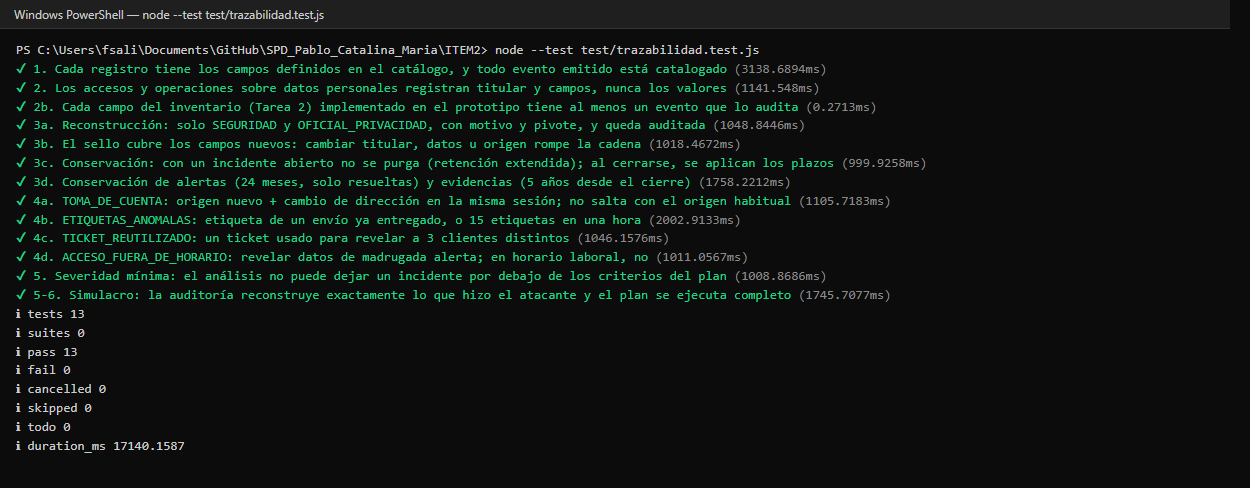 Windows PowerShell — node --test test/trazabilidad.test.js
PS C:\Users\fsali\Documents\GitHub\SPD_Pablo_Catalina_Maria\ITEM2> node --test test/trazabilidad.test.js
✓ 1. Cada registro tiene los campos definidos en el catálogo, y todo evento emitido está catalogado (3138.6894ms)
✓ 2. Los accesos y operaciones sobre datos personales registran titular y campos, nunca los valores (1141.548ms)
✓ 2b. Cada campo del inventario (Tarea 2) implementado en el prototipo tiene al menos un evento que lo audita (0.2713ms)
✓ 3a. Reconstrucción: solo SEGURIDAD y OFICIAL_PRIVACIDAD, con motivo y pivote, y queda auditada (1048.8446ms)
✓ 3b. El sello cubre los campos nuevos: cambiar titular, datos u origen rompe la cadena (1018.4672ms)
✓ 3c. Conservación: con un incidente abierto no se purga (retención extendida); al cerrarse, se aplican los plazos (999.9258ms)
✓ 3d. Conservación de alertas (24 meses, solo resueltas) y evidencias (5 años desde el cierre) (1758.2212ms)
✓ 4a. TOMA_DE_CUENTA: origen nuevo + cambio de dirección en la misma sesión; no salta con el origen habitual (1105.7183ms)
✓ 4b. ETIQUETAS_ANOMALAS: etiqueta de un envío ya entregado, o 15 etiquetas en una hora (2002.9133ms)
✓ 4c. TICKET_REUTILIZADO: un ticket usado para revelar a 3 clientes distintos (1046.1576ms)
✓ 4d. ACCESO_FUERA_DE_HORARIO: revelar datos de madrugada alerta; en horario laboral, no (1011.0567ms)
✓ 5. Severidad mínima: el análisis no puede dejar un incidente por debajo de los criterios del plan (1008.8686ms)
✓ 5-6. Simulacro: la auditoría reconstruye exactamente lo que hizo el atacante y el plan se ejecuta completo (1745.7077ms)
ℹ tests 13
ℹ suites 0
ℹ pass 13
ℹ fail 0
ℹ cancelled 0
ℹ skipped 0
ℹ todo 0
ℹ duration_ms 17140.1587